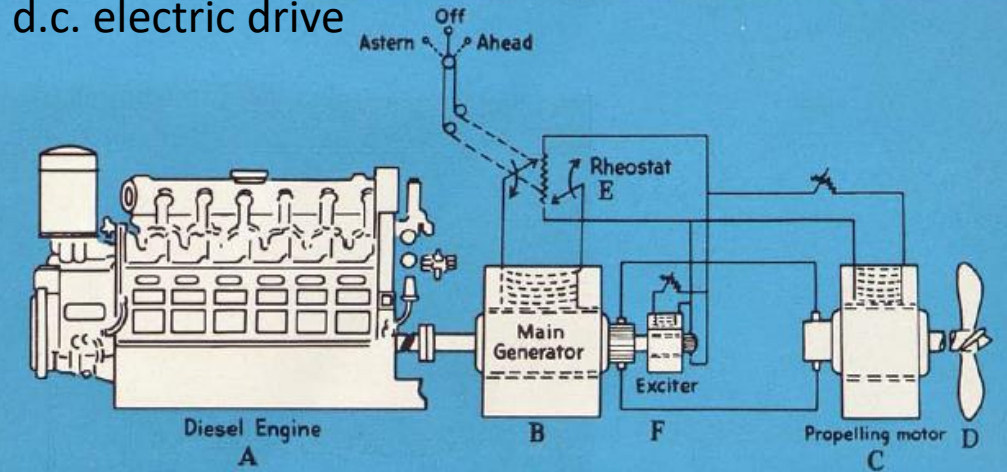 d.c. electric drive
Off
Astern Ahead
Rheostat
E
Main
Generator
Exciter
Diesel Engine
A
B
F
Propelling motor D
C